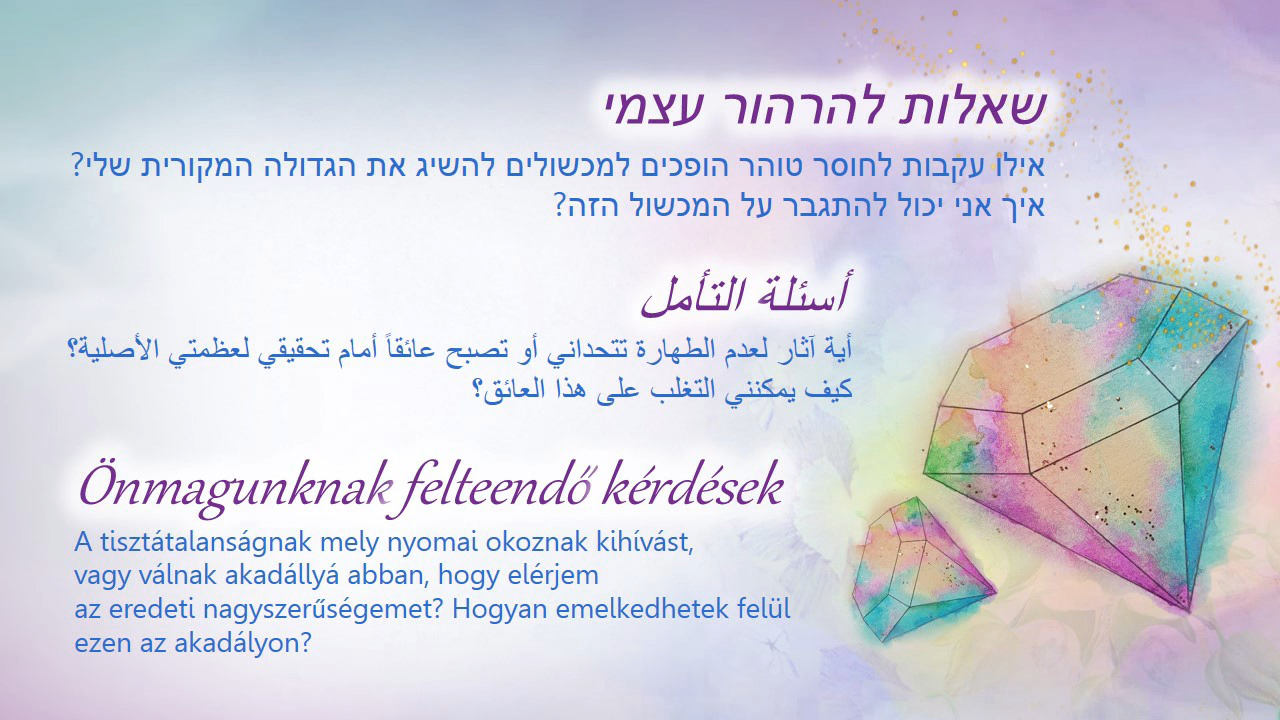 שאלות להרהור עצמי
אילו עקבות לחוסר טוהר הופכים למכשולים להשיג את הגדולה המקורית שלי?
איך אני יכול להתגבר על המכשול הזה?
أسئلة التأمل
أية آثار لعدم الطهارة تتحداني أو تصبح عائقاً أمام تحقيقي لعظمتي الأصلية؟
كيف يمكنني التغلب على هذا العائق؟
Önmagunknak felteendő kérdések
A tisztátalanságnak mely nyomai okoznak kihívást,
vagy válnak akadállyá abban, hogy elérjem
az eredeti nagyszerűségemet? Hogyan emelkedhetek felül
ezen az akadályon?